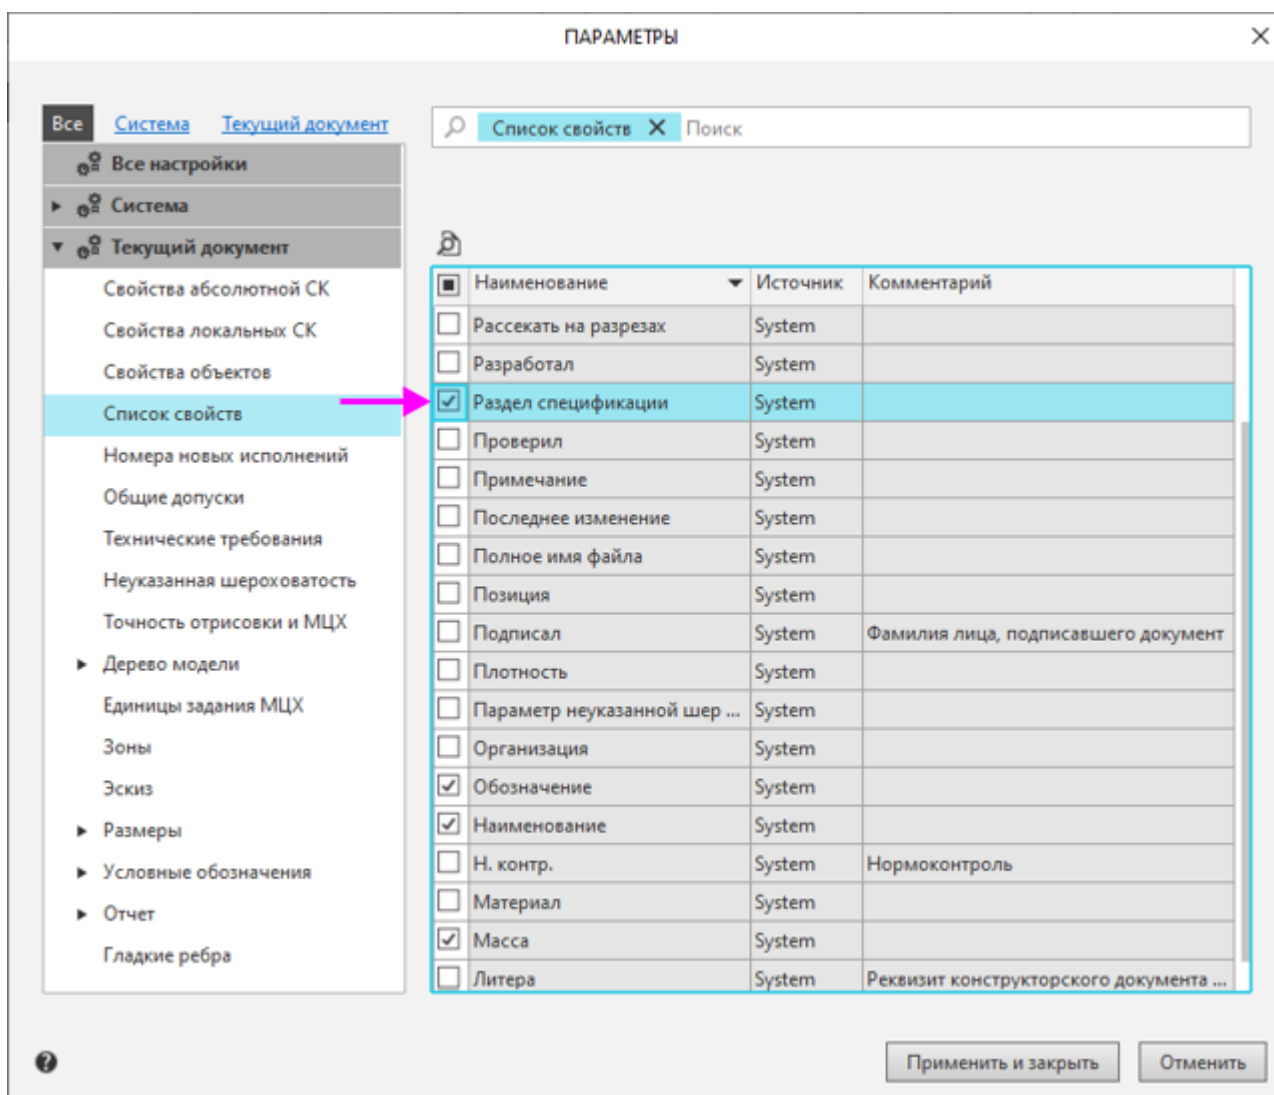 ПАРАМЕТРЫ
Все Система Текущий документ
Список свойств Поиск
Все настройки
Система
Текущий документ
Свойства абсолютной СК
Свойства локальных СК
Свойства объектов
Список свойств
Номера новых исполнений
Общие допуски
Технические требования
Неуказанная шероховатость
Точность отрисовки и МЦХ
Дерево модели
Единицы задания МЦХ
Зоны
Эскиз
Размеры
Условные обозначения
Отчет
Гладкие ребра
Наименование Источник Комментарий
Рассекать на разрезах System
Разработал System
Раздел спецификации System
Проверил System
Примечание System
Последнее изменение System
Полное имя файла System
Позиция System
Подписал System Фамилия лица, подписавшего документ
Плотность System
Параметр неуказанной шер ... System
Организация System
Обозначение System
Наименование System
Н. контр. System Нормоконтроль
Материал System
Масса System
Литера System Реквизит конструкторского документа ...
Применить и закрыть Отменить